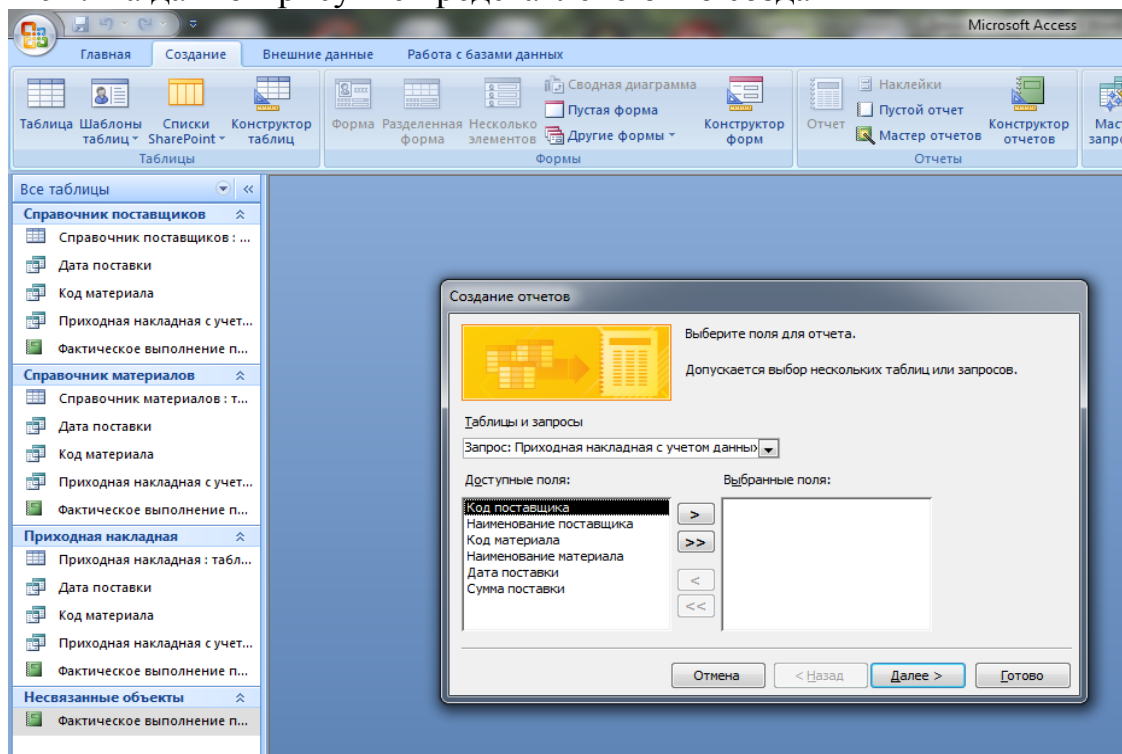 Microsoft Access
Главная Создание Внешние данные Работа с базами данных
Таблица
Шаблоны таблиц
Списки SharePoint
Конструктор таблиц
Таблицы
Форма
Разделенная форма
Несколько элементов
Сводная диаграмма
Пустая форма
Другие формы
Конструктор форм
Формы
Отчет
Наклейки
Пустой отчет
Мастер отчетов
Конструктор отчетов
Отчеты
Маст
запро
Все таблицы
Справочник поставщиков
Справочник поставщиков : ...
Дата поставки
Код материала
Приходная накладная с учет...
Фактическое выполнение п...
Справочник материалов
Справочник материалов : т...
Дата поставки
Код материала
Приходная накладная с учет...
Фактическое выполнение п...
Приходная накладная
Приходная накладная : табл...
Дата поставки
Код материала
Приходная накладная с учет...
Фактическое выполнение п...
Несвязанные объекты
Фактическое выполнение п...
Создание отчетов
Выберите поля для отчета.
Допускается выбор нескольких таблиц или запросов.
Таблицы и запросы
Запрос: Приходная накладная с учетом данных
Доступные поля:
Выбранные поля:
Код поставщика
Наименование поставщика
Код материала
Наименование материала
Дата поставки
Сумма поставки
>
>>
<
<<
Отмена
< Назад
Далее >
Готово